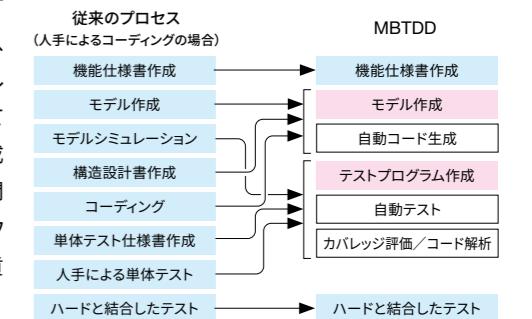 従来のプロセス
(人手によるコーディングの場合)
機能仕様書作成
モデル作成
モデルシミュレーション
構造設計書作成
コーディング
単体テスト仕様書作成
人手による単体テスト
ハードと結合したテスト
MBTDD
機能仕様書作成
モデル作成
自動コード生成
テストプログラム作成
自動テスト
カバレッジ評価／コード解析
ハードと結合したテスト